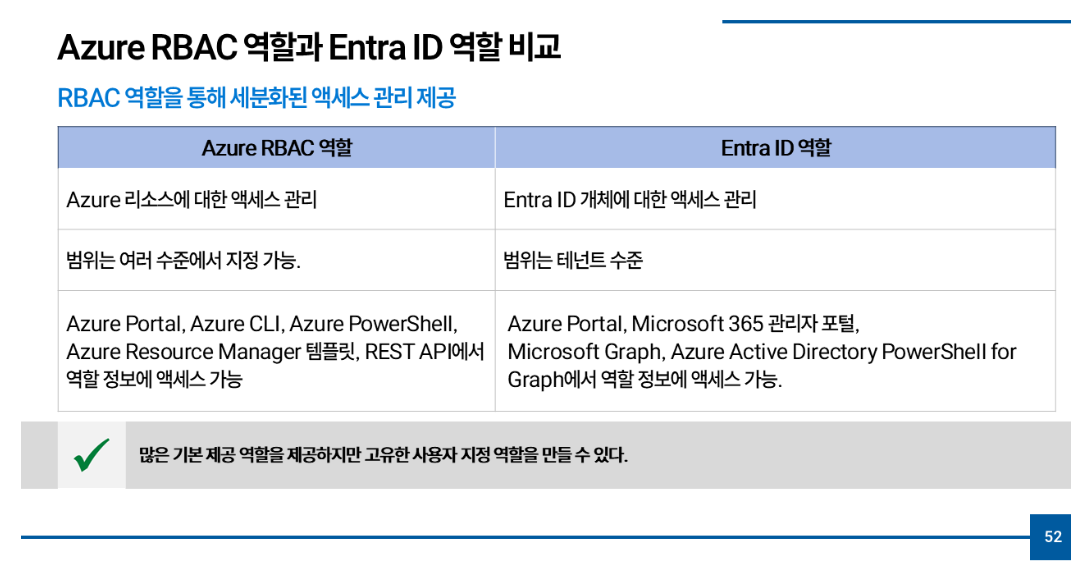 Azure RBAC 역할과 Entra ID 역할 비교
RBAC 역할을 통해 세분화된 액세스 관리 제공
Azure RBAC 역할
Entra ID 역할
Azure 리소스에 대한 액세스 관리
Entra ID 개체에 대한 액세스 관리
범위는 여러 수준에서 지정 가능.
범위는 테넌트 수준
Azure Portal, Azure CLI, Azure PowerShell,
Azure Resource Manager 템플릿, REST API에서
역할 정보에 액세스 가능
Azure Portal, Microsoft 365 관리자 포털,
Microsoft Graph, Azure Active Directory PowerShell for
Graph에서 역할 정보에 액세스 가능.
많은 기본 제공 역할을 제공하지만 고유한 사용자 지정 역할을 만들 수 있다.
52